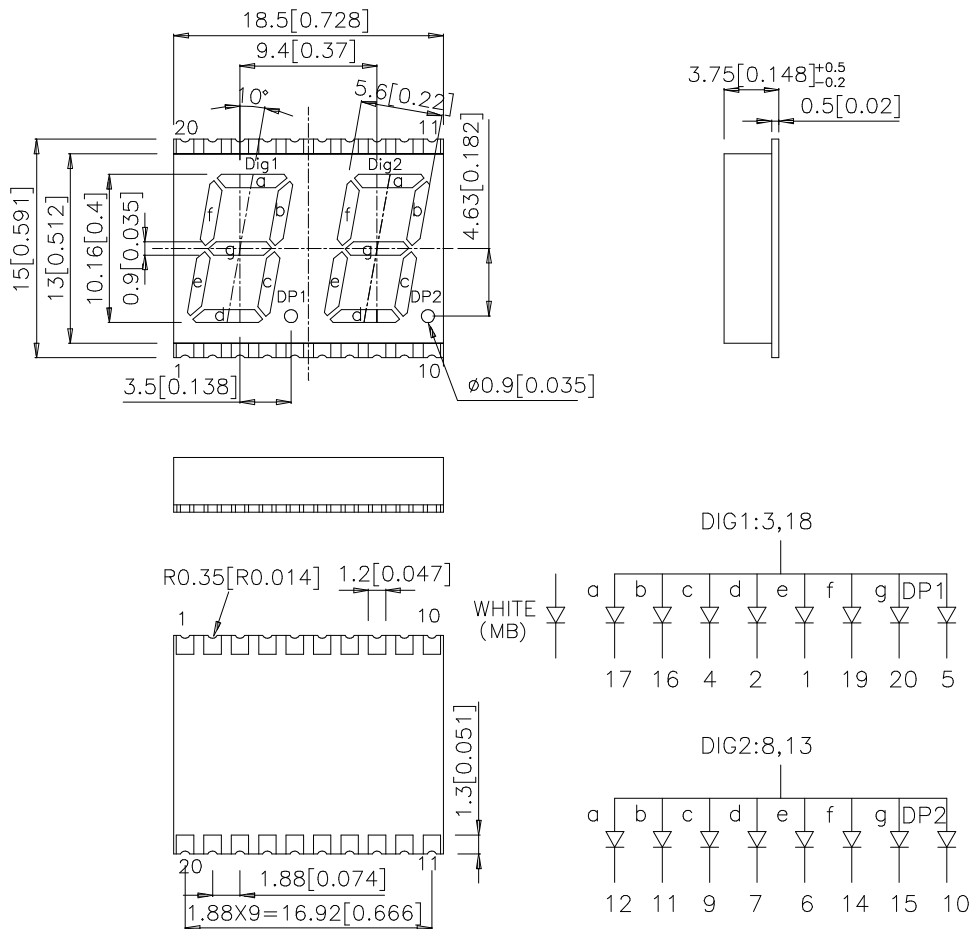 18.5[0.728]
9.4[0.37]
10°
5.6[0.22]
20
11
Dig1
Dig2
a
b
c
d
e
f
g
DP1
a
b
c
d
e
f
g
DP2
1
10
15[0.591]
13[0.512]
10.16[0.4]
0.9[0.035]
4.63[0.182]
3.5[0.138]
ø0.9[0.035]
3.75[0.148]+0.5 -0.2
0.5[0.02]
R0.35[R0.014]
1.2[0.047]
1
10
1.3[0.051]
20
11
1.88[0.074]
1.88X9=16.92[0.666]
WHITE
(MB)
DIG1:3,18
a b c d e f g DP1
17 16 4 2 1 19 20 5
DIG2:8,13
a b c d e f g DP2
12 11 9 7 6 14 15 10